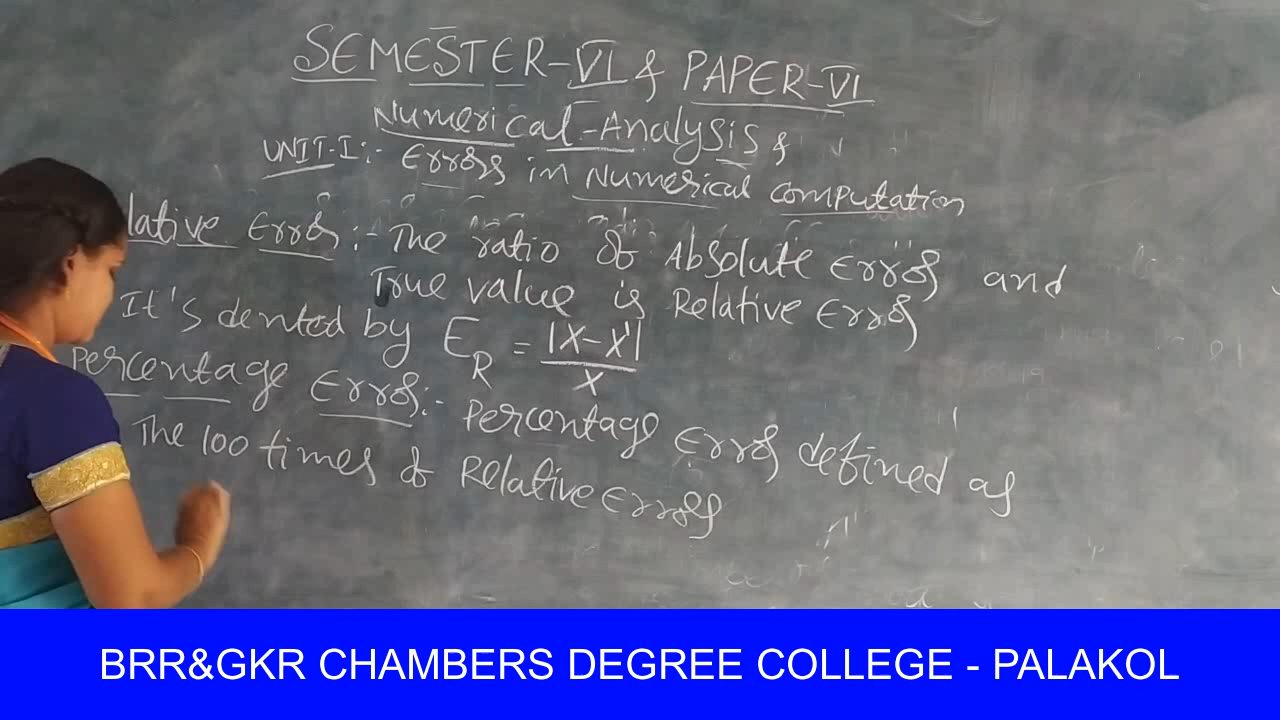 SEMESTER-VI & PAPER-VI
Numerical-Analysis &
UNIT-I:- Errors in Numerical Computation
lative Error:- The ratio of Absolute Error and
True value is Relative Error
It's dented by E_R = |X-X'|/X
Percentage Error:- Percentage Error defined as
The 100 times of Relative Error
BRR&GKR CHAMBERS DEGREE COLLEGE - PALAKOL